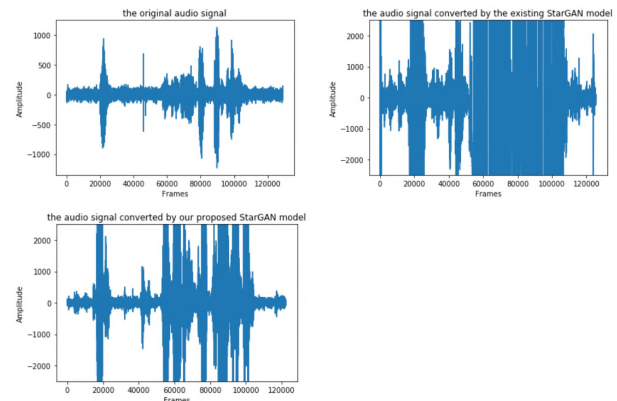 the original audio signal
1000
500
0
−500
−1000
Amplitude
0 20000 40000 60000 80000 100000 120000
Frames
the audio signal converted by the existing StarGAN model
2000
1000
0
−1000
−2000
Amplitude
0 20000 40000 60000 80000 100000 120000
Frames
the audio signal converted by our proposed StarGAN model
2000
1000
0
−1000
−2000
Amplitude
0 20000 40000 60000 80000 100000 120000
Frames